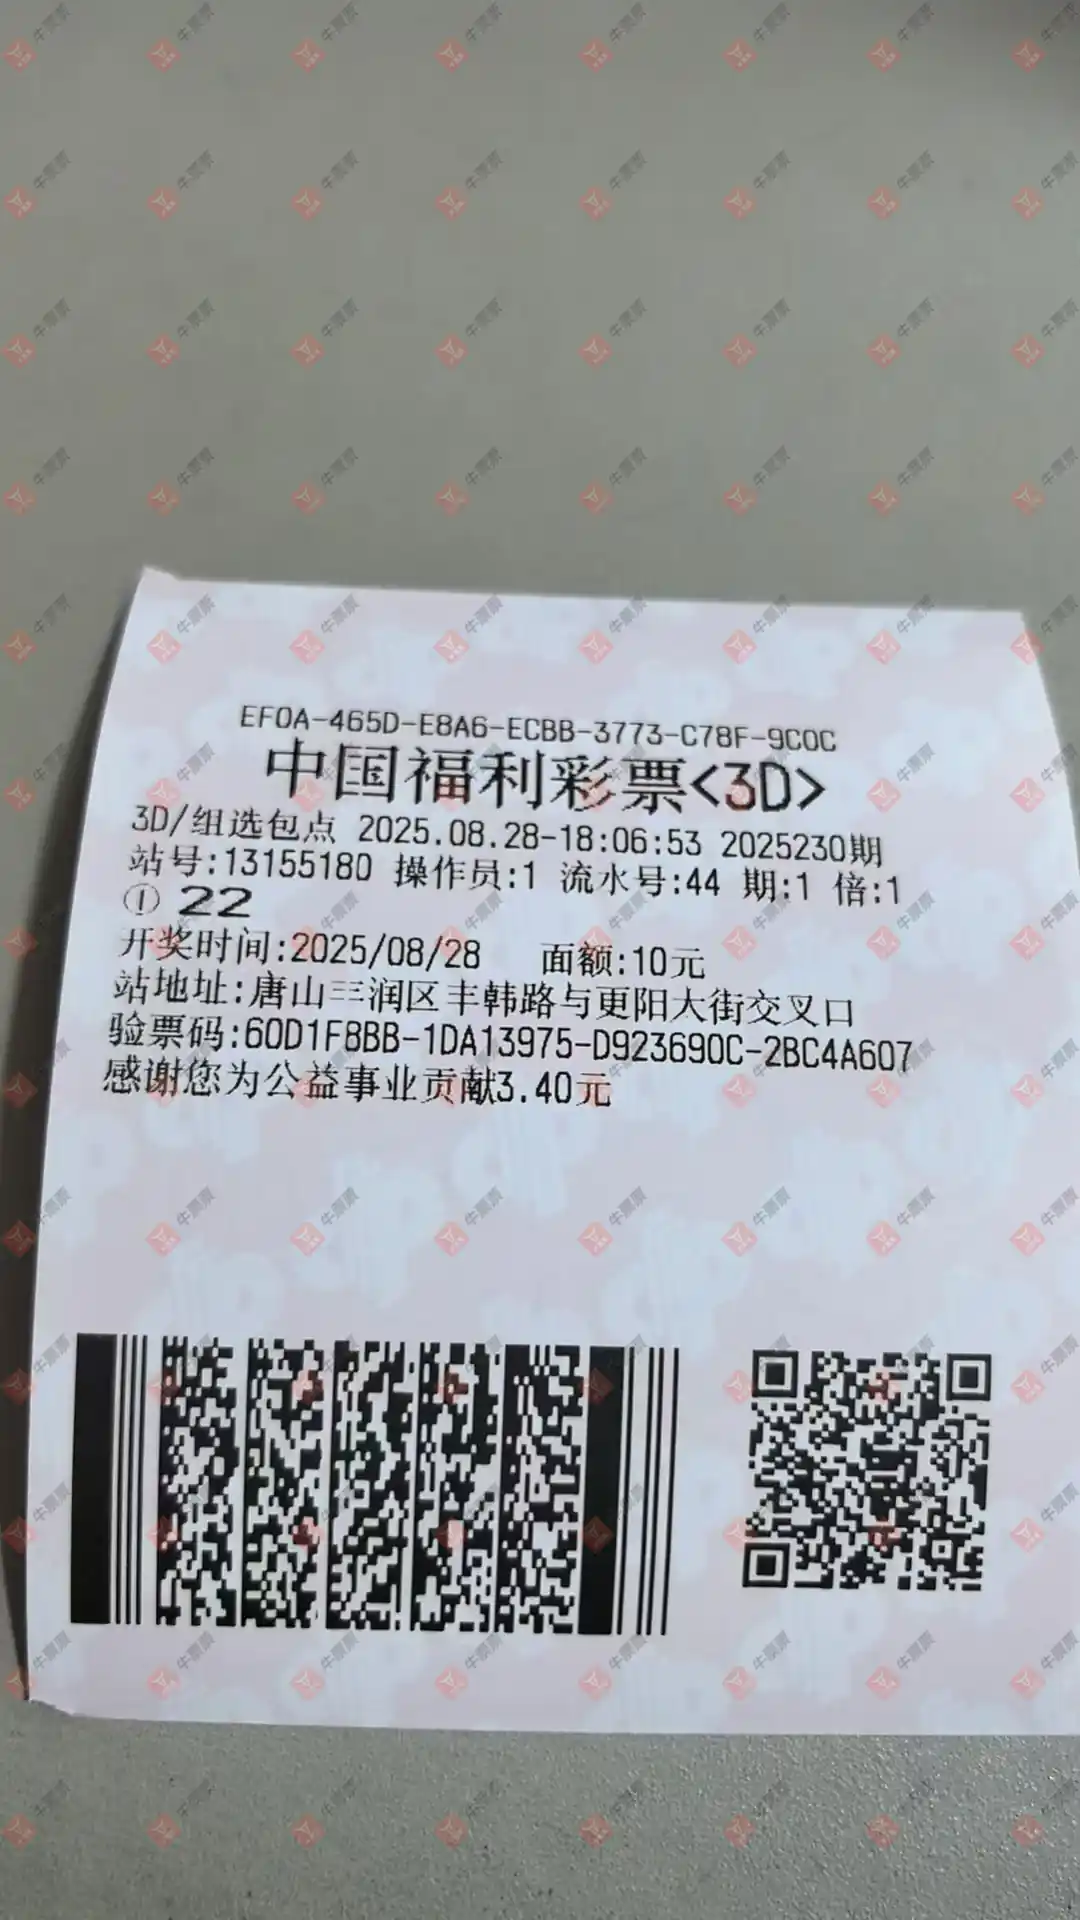 EF0A-465D-E8A6-ECBB-3773-C78F-9C0C
中国福利彩票<3D>
3D/组选包点 2025.08.28-18:06:53 2025230期
站号:13155180 操作员:1 流水号:44 期:1 倍:1
① 22
开奖时间:2025/08/28 面额:10元
站地址:唐山丰润区丰韩路与更阳大街交叉口
验票码:60D1F8BB-1DA13975-D923690C-2BC4A607
感谢您为公益事业贡献3.40元
牛票票